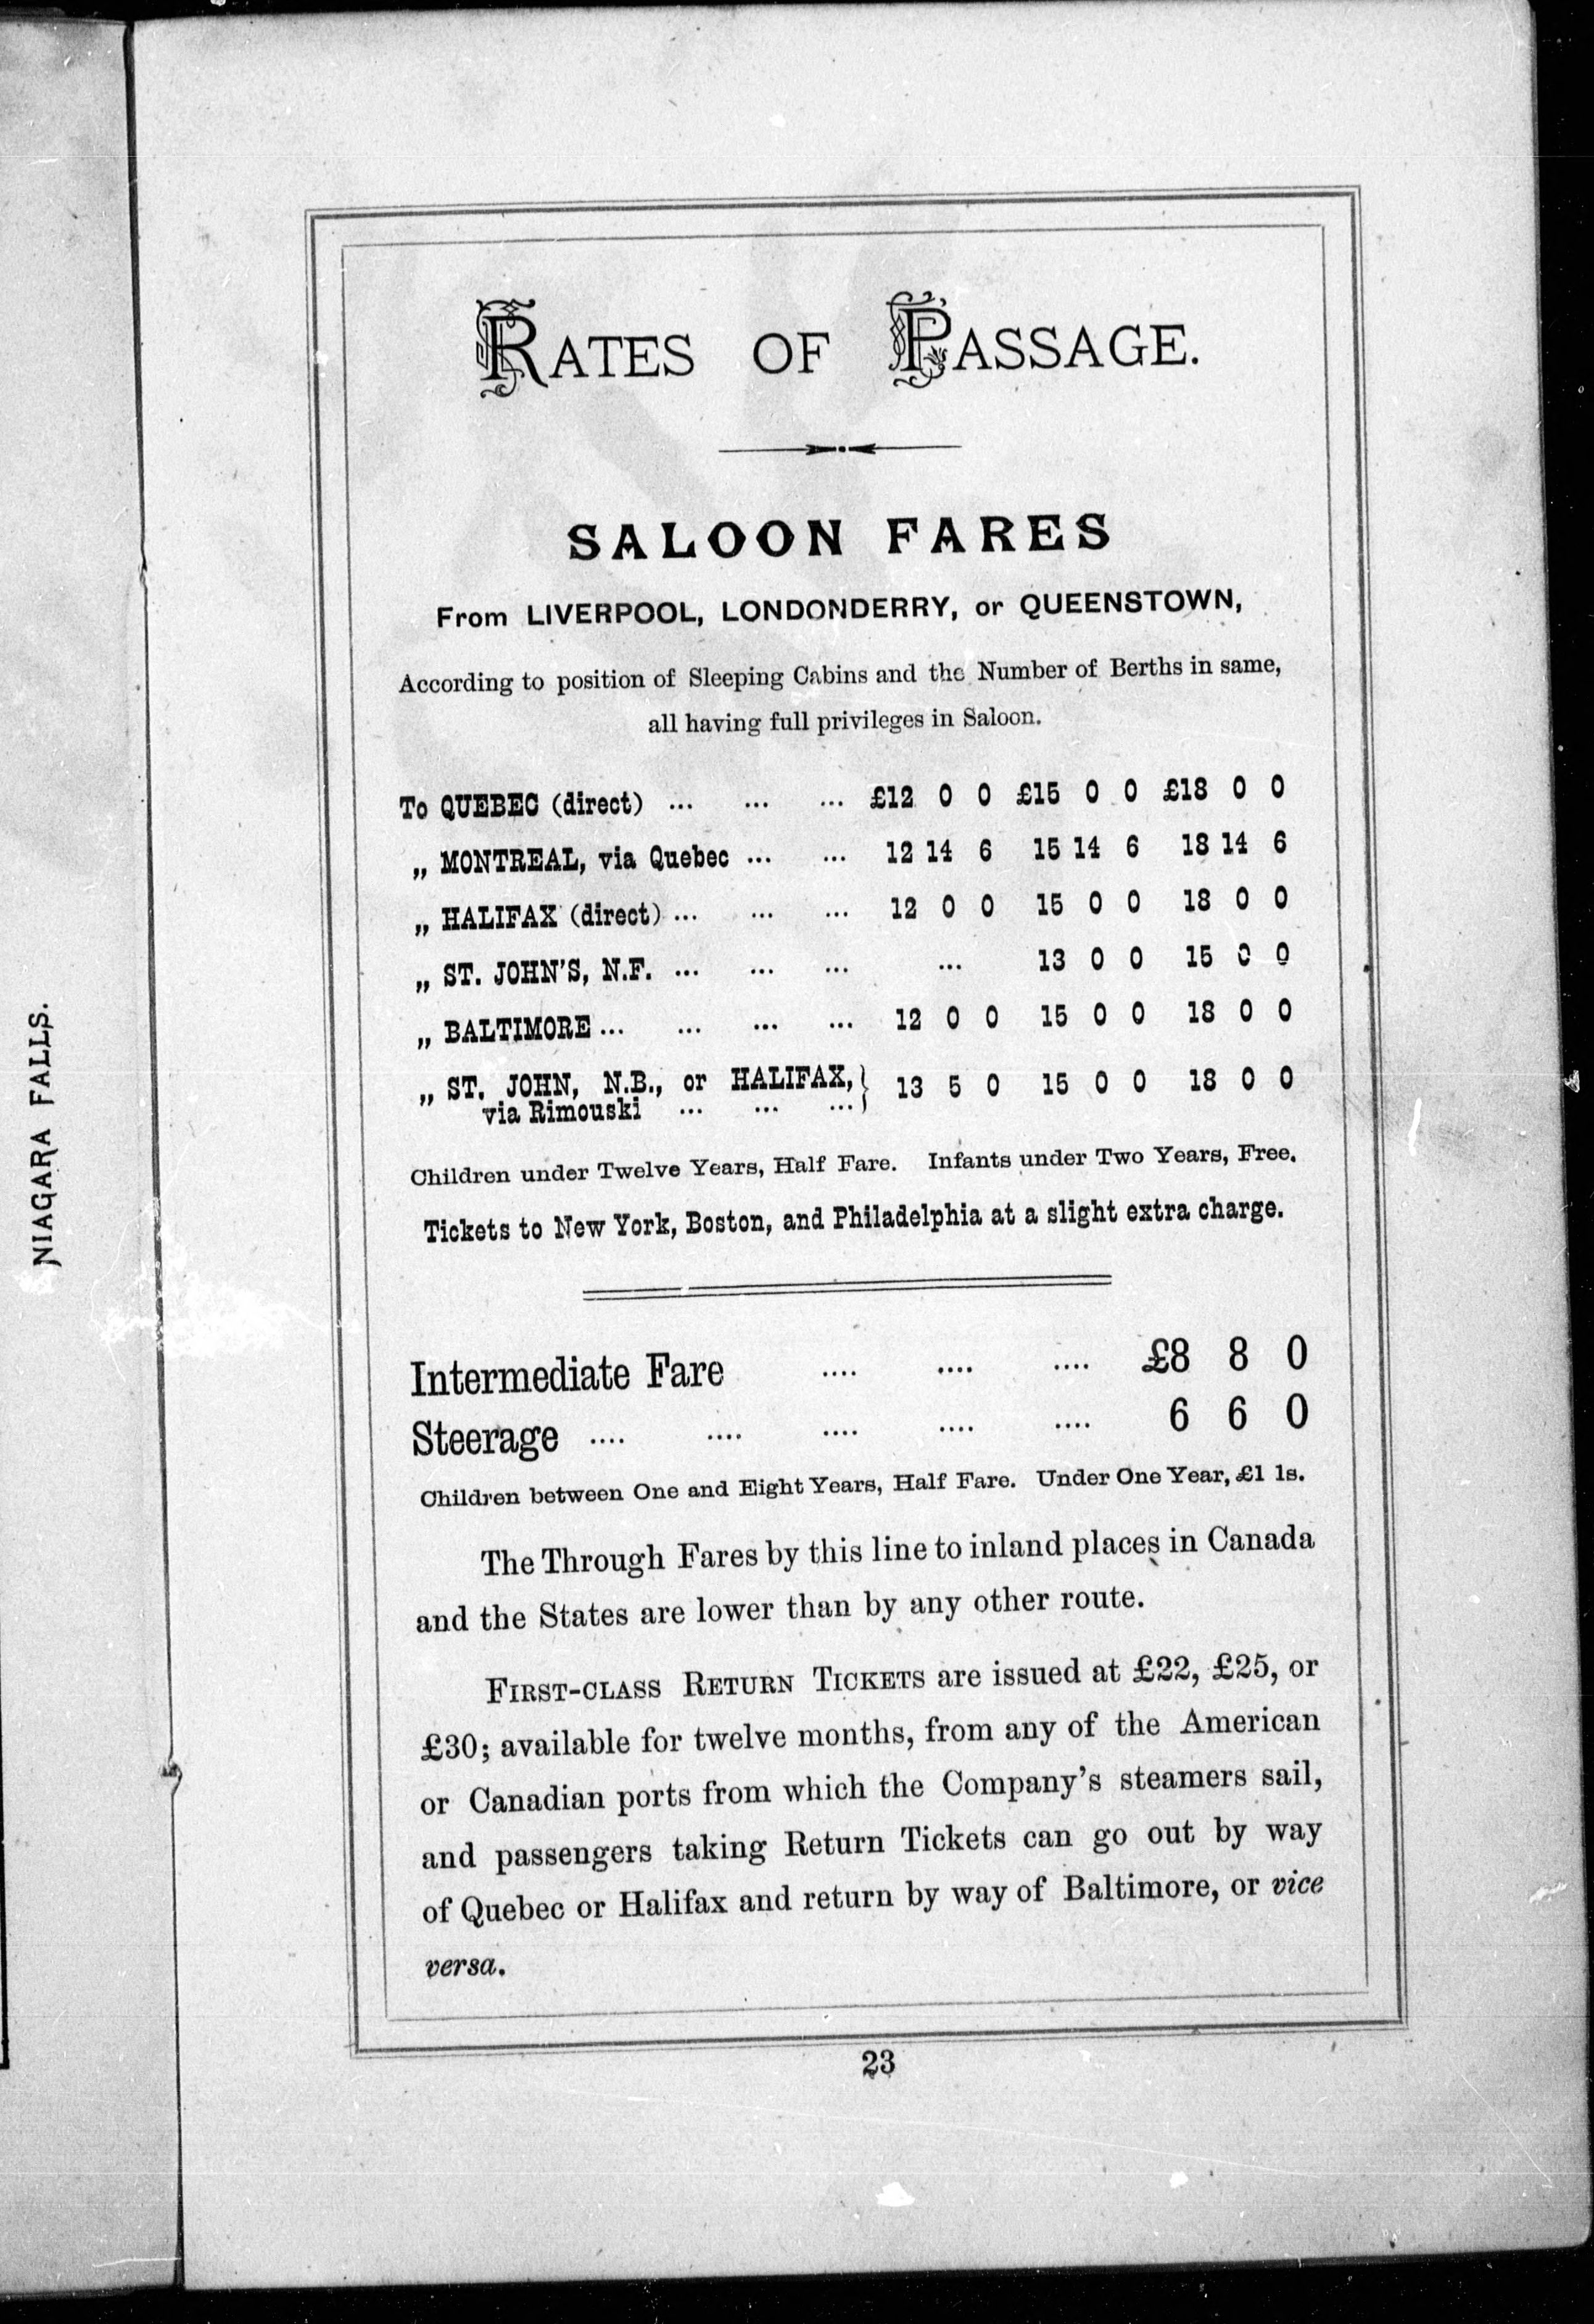 NIAGARA FALLS.
RATES OF PASSAGE.
SALOON FARES
From LIVERPOOL, LONDONDERRY, or QUEENSTOWN,
According to position of Sleeping Cabins and the Number of Berths in same,
all having full privileges in Saloon.
To QUEBEC (direct) ... ... ... £12 0 0 £15 0 0 £18 0 0
„ MONTREAL, via Quebec ... ... 12 14 6 15 14 6 18 14 6
„ HALIFAX (direct) ... ... ... 12 0 0 15 0 0 18 0 0
„ ST. JOHN'S, N.F. ... ... ... ... 13 0 0 15 0 0
„ BALTIMORE ... ... ... ... 12 0 0 15 0 0 18 0 0
„ ST. JOHN, N.B., or HALIFAX,} 13 5 0 15 0 0 18 0 0
via Rimouski ... ... ...
Children under Twelve Years, Half Fare. Infants under Two Years, Free.
Tickets to New York, Boston, and Philadelphia at a slight extra charge.
Intermediate Fare .... .... .... £8 8 0
Steerage .... .... .... .... .... 6 6 0
Children between One and Eight Years, Half Fare. Under One Year, £1 1s.
The Through Fares by this line to inland places in Canada
and the States are lower than by any other route.
FIRST-CLASS RETURN TICKETS are issued at £22, £25, or
£30; available for twelve months, from any of the American
or Canadian ports from which the Company's steamers sail,
and passengers taking Return Tickets can go out by way
of Quebec or Halifax and return by way of Baltimore, or vice
versa.
23